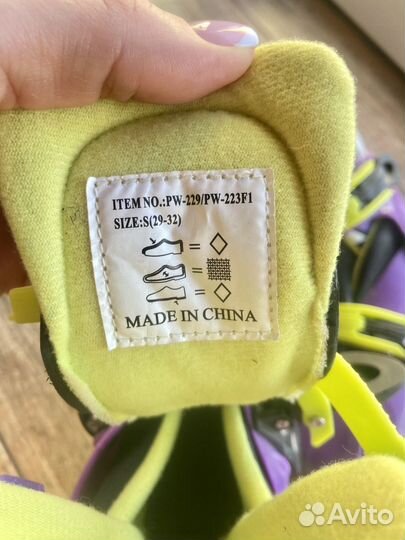 ITEM NO.:PW-229/PW-223F1
SIZE:S(29-32)
=
=
=
MADE IN CHINA
Avito